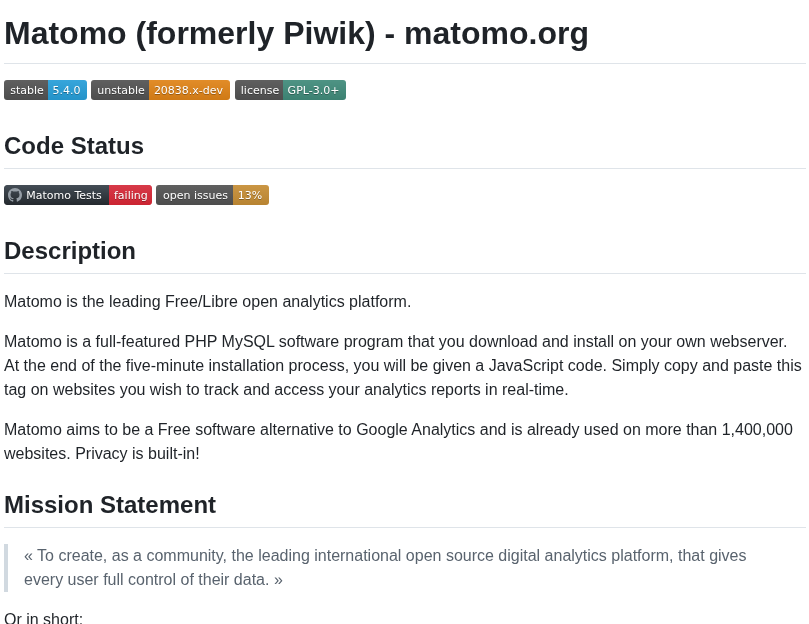 Matomo (formerly Piwik) - matomo.org
stable 5.4.0 unstable 20838.x-dev license GPL-3.0+
Code Status
Matomo Tests failing open issues 13%
Description
Matomo is the leading Free/Libre open analytics platform.
Matomo is a full-featured PHP MySQL software program that you download and install on your own webserver.
At the end of the five-minute installation process, you will be given a JavaScript code. Simply copy and paste this
tag on websites you wish to track and access your analytics reports in real-time.
Matomo aims to be a Free software alternative to Google Analytics and is already used on more than 1,400,000
websites. Privacy is built-in!
Mission Statement
« To create, as a community, the leading international open source digital analytics platform, that gives
every user full control of their data. »
Or in short: